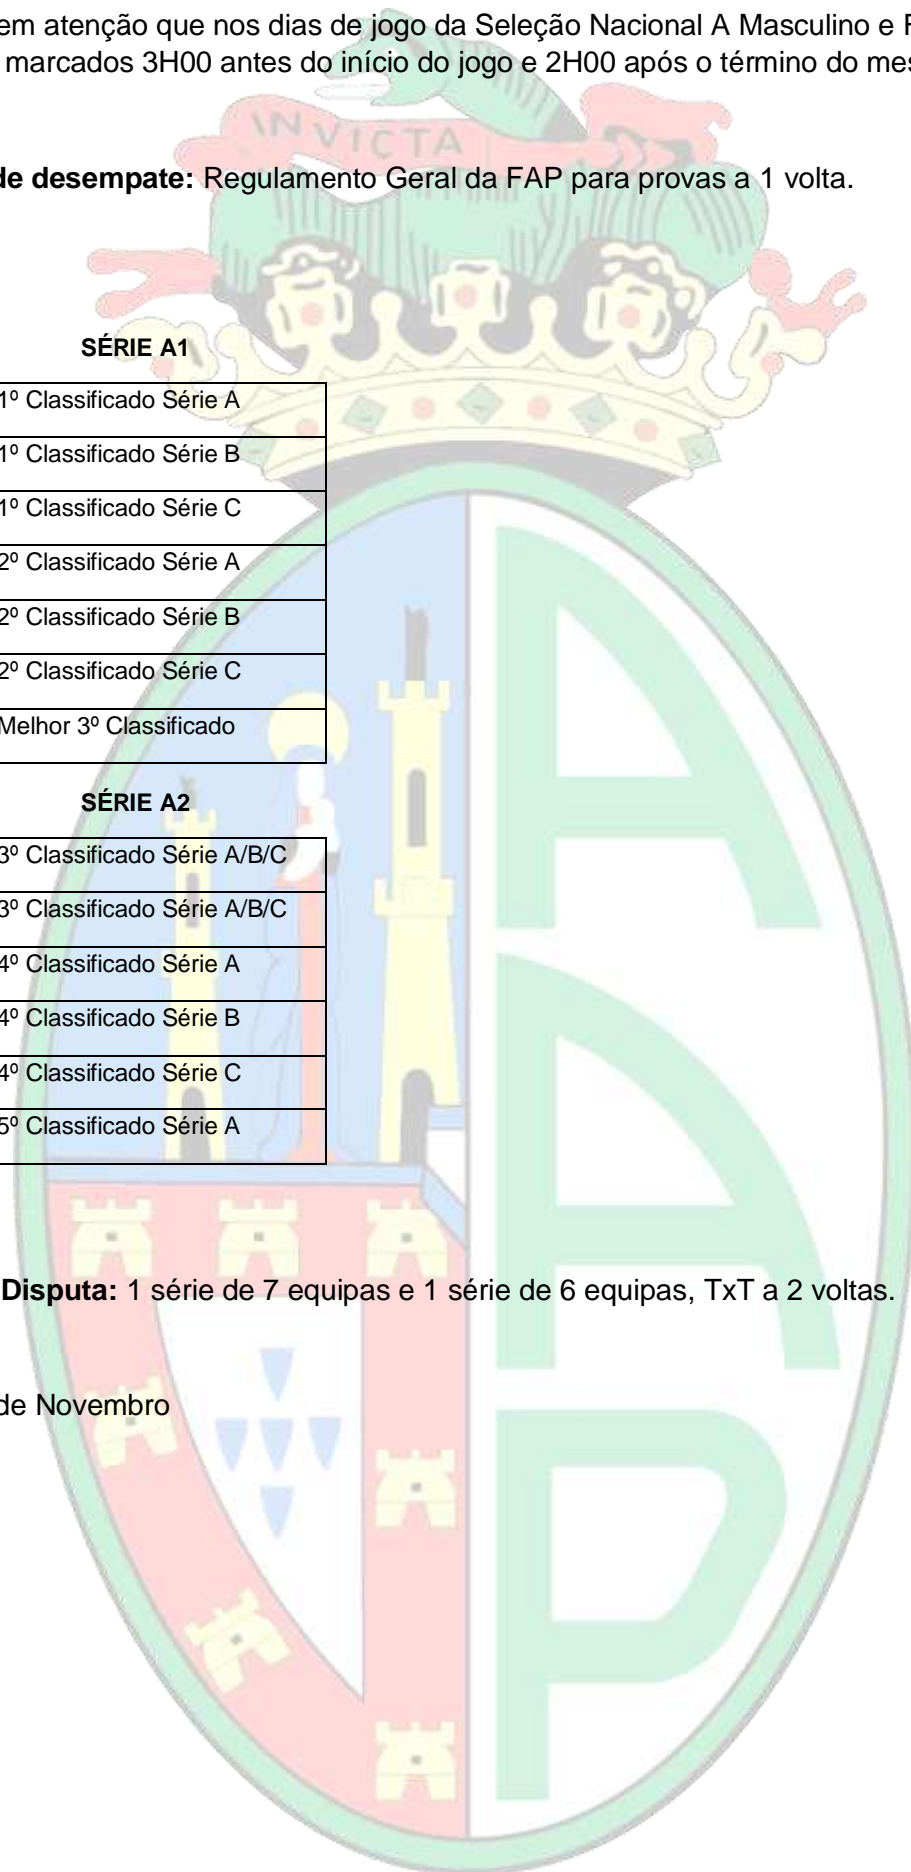 em atenção que nos dias de jogo da Seleção Nacional A Masculino e
marcados 3H00 antes do início do jogo e 2H00 após o término do
INVICTA
de desempate: Regulamento Geral da FAP para provas a 1 volta.
SÉRIE A1
1º Classificado Série A
1º Classificado Série B
1º Classificado Série C
2º Classificado Série A
2º Classificado Série B
2º Classificado Série C
Melhor 3º Classificado
SÉRIE A2
3º Classificado Série A/B/C
3º Classificado Série A/B/C
4º Classificado Série A
4º Classificado Série B
4º Classificado Série C
5º Classificado Série A
Disputa: 1 série de 7 equipas e 1 série de 6 equipas, TxT a 2 voltas.
de Novembro
A
A
P